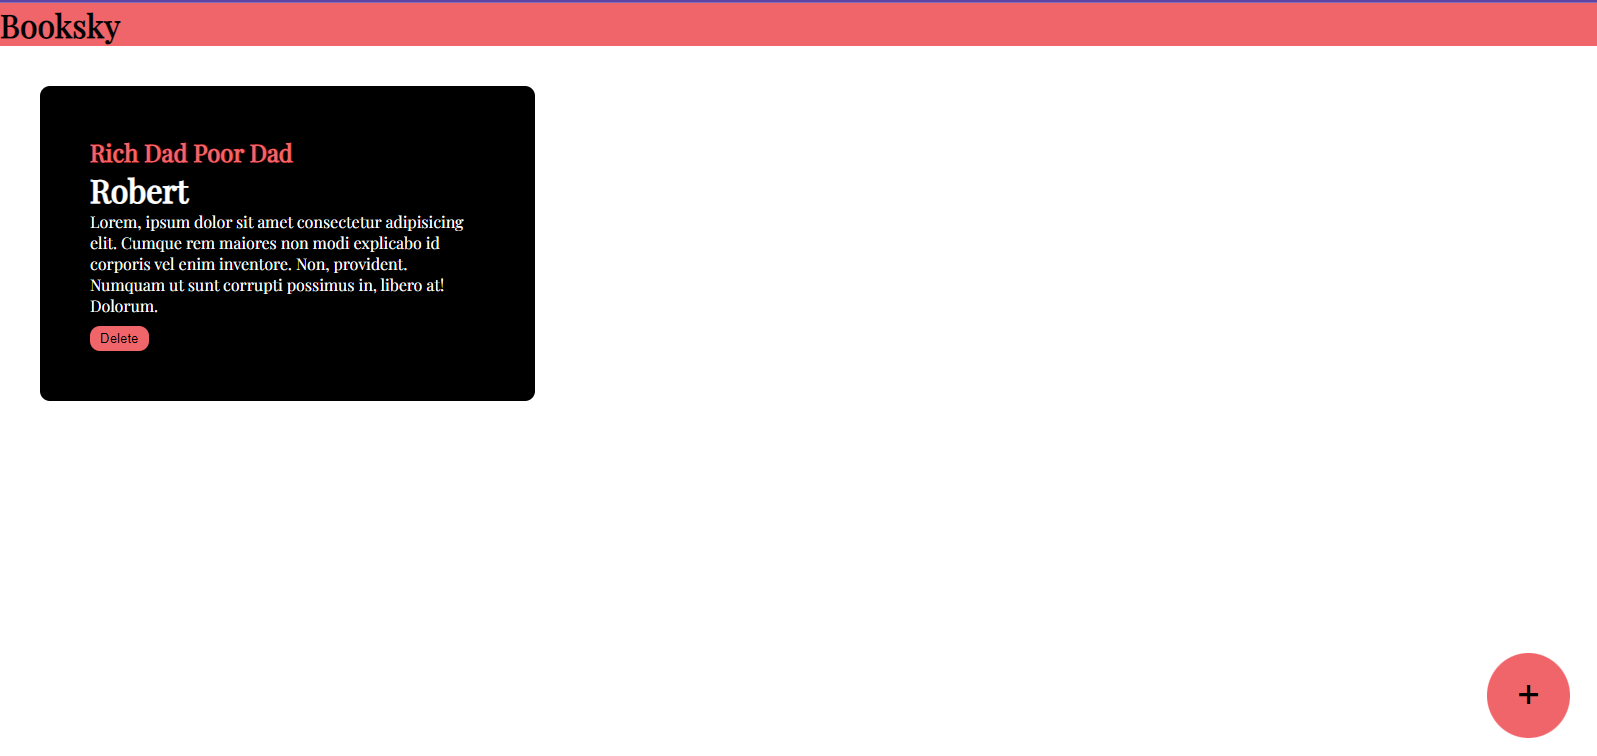 Booksky
Rich Dad Poor Dad
Robert
Lorem, ipsum dolor sit amet consectetur adipisicing
elit. Cumque rem maiores non modi explicabo id
corporis vel enim inventore. Non, provident.
Numquam ut sunt corrupti possimus in, libero at!
Dolorum.
Delete
+